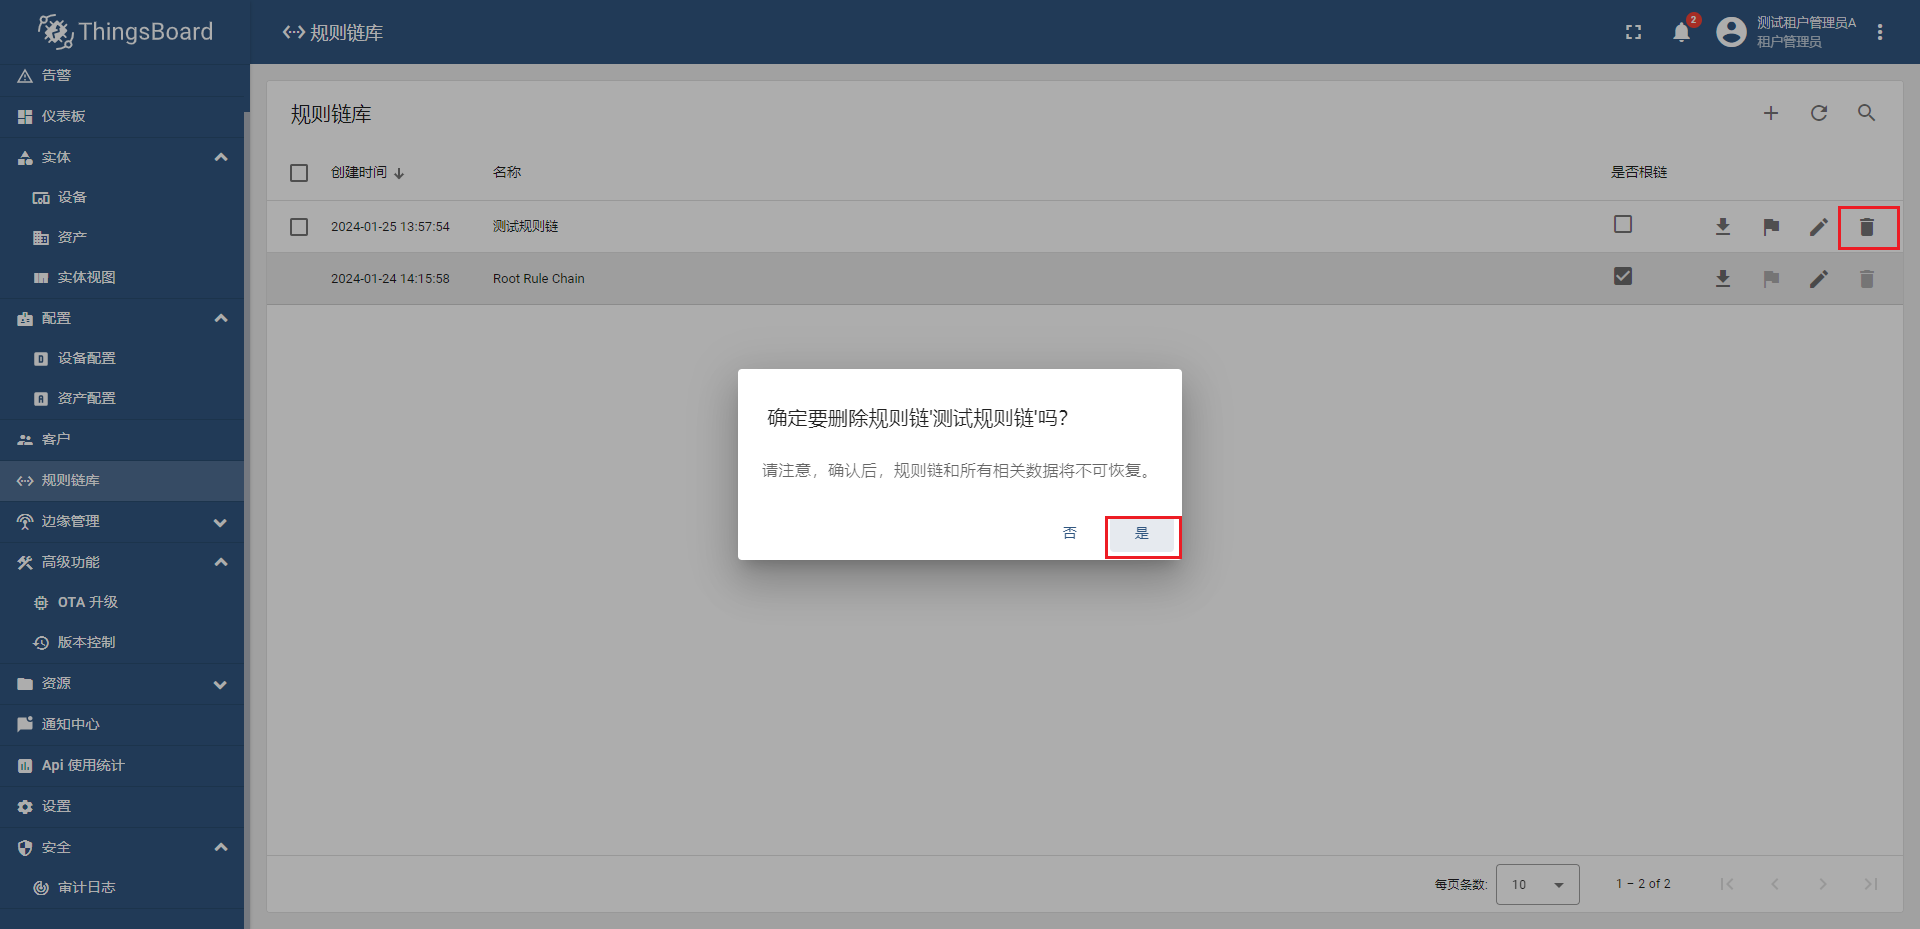 ThingsBoard
规则链库
2
测试租户管理员A
租户管理员
告警
仪表板
实体
设备
资产
实体视图
配置
设备配置
资产配置
客户
规则链库
边缘管理
高级功能
OTA 升级
版本控制
资源
通知中心
Api 使用统计
设置
安全
审计日志
规则链库
创建时间 名称 是否根链
2024-01-25 13:57:54 测试规则链
2024-01-24 14:15:58 Root Rule Chain
确定要删除规则链'测试规则链'吗?
请注意，确认后，规则链和所有相关数据将不可恢复。
否 是
每页条数: 10 1 – 2 of 2